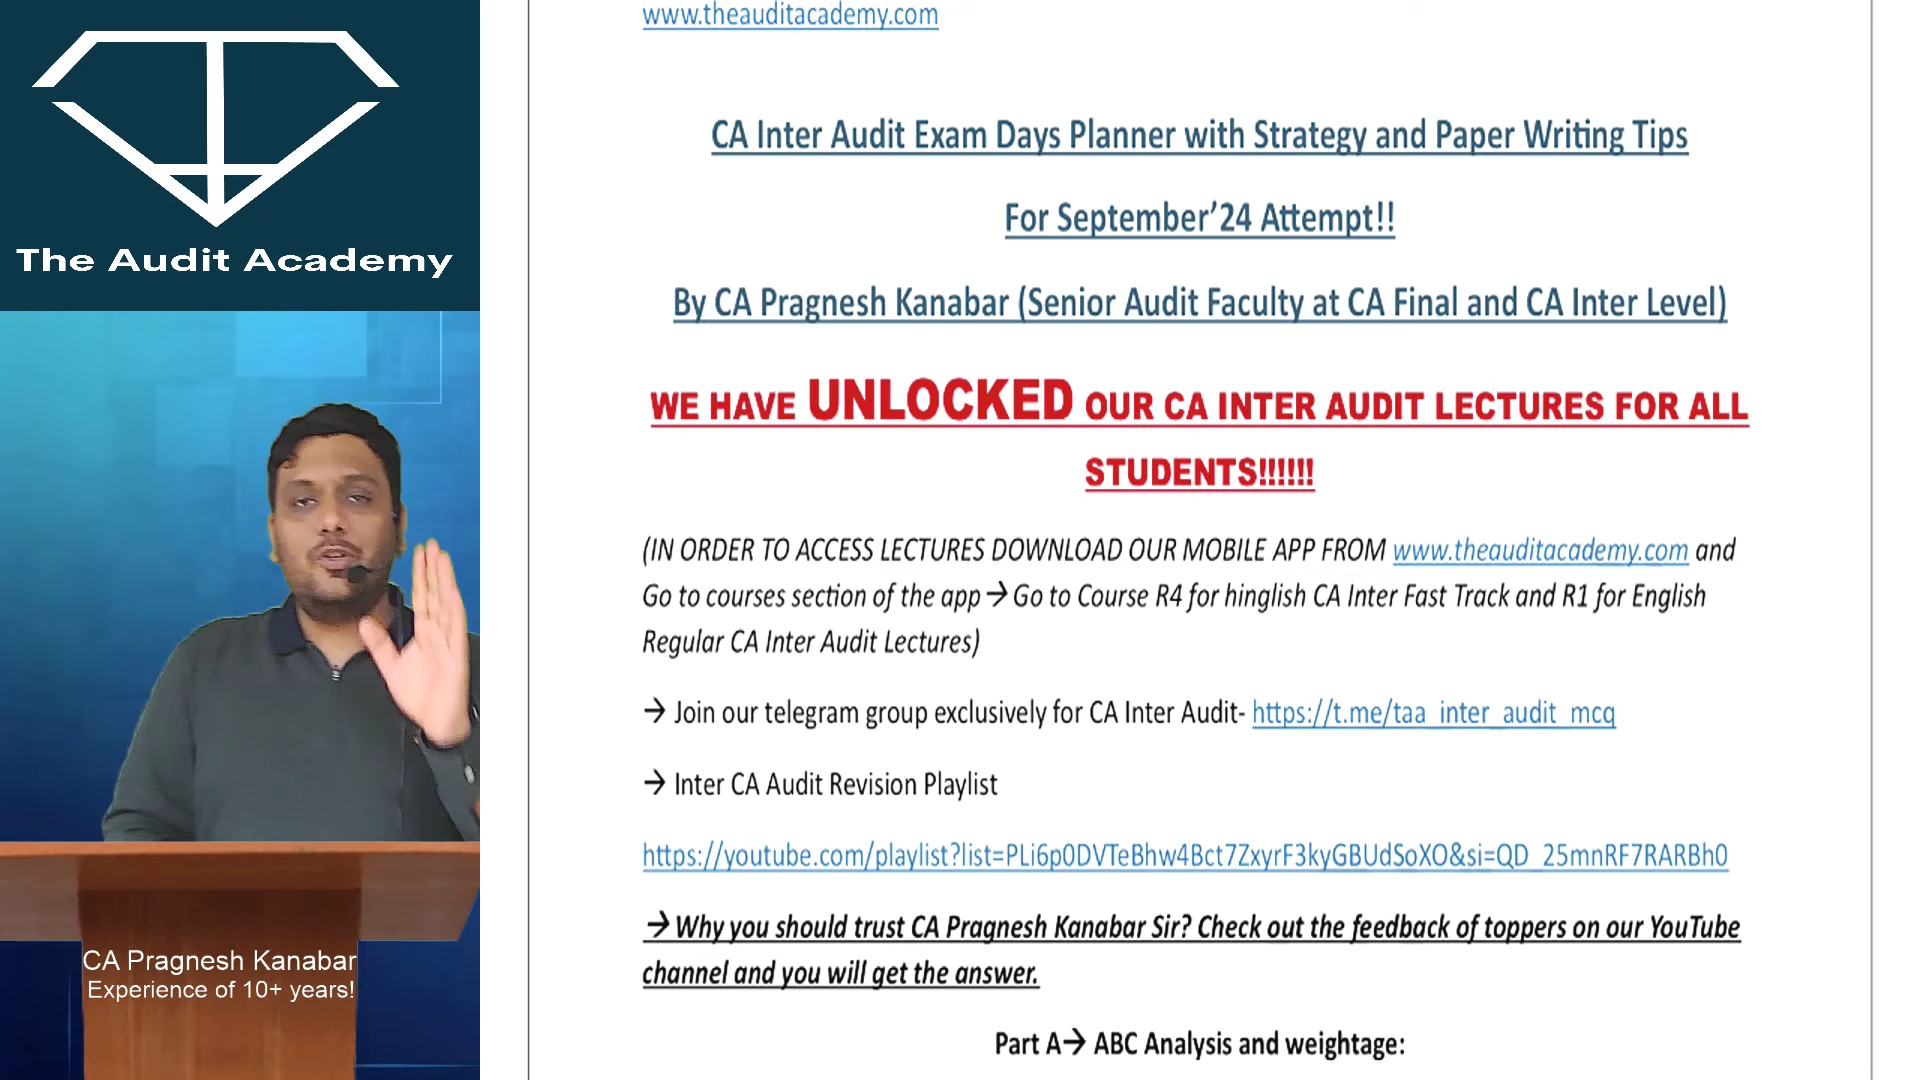 The Audit Academy
CA Pragnesh Kanabar
Experience of 10+ years!
www.theauditacademy.com
CA Inter Audit Exam Days Planner with Strategy and Paper Writing Tips
For September’24 Attempt!!
By CA Pragnesh Kanabar (Senior Audit Faculty at CA Final and CA Inter Level)
WE HAVE UNLOCKED OUR CA INTER AUDIT LECTURES FOR ALL
STUDENTS!!!!!!
(IN ORDER TO ACCESS LECTURES DOWNLOAD OUR MOBILE APP FROM www.theauditacademy.com and
Go to courses section of the app → Go to Course R4 for hinglish CA Inter Fast Track and R1 for English
Regular CA Inter Audit Lectures)
→ Join our telegram group exclusively for CA Inter Audit- https://t.me/taa_inter_audit_mcq
→ Inter CA Audit Revision Playlist
https://youtube.com/playlist?list=PLi6p0DVTeBhw4Bct7ZxyrF3kyGBUdSoXO&si=QD_25mnRF7RARBh0
→ Why you should trust CA Pragnesh Kanabar Sir? Check out the feedback of toppers on our YouTube
channel and you will get the answer.
Part A→ ABC Analysis and weightage: